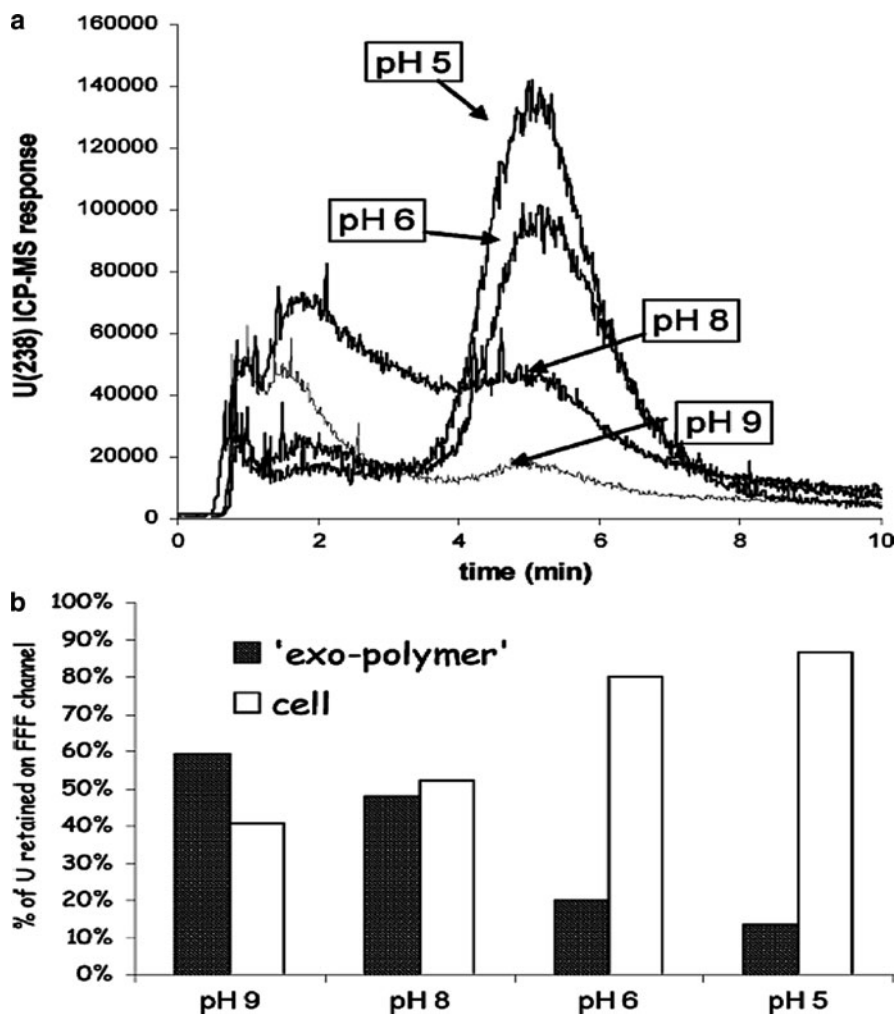 a
160000
140000
120000
100000
80000
60000
40000
20000
0
U(238) ICP-MS response
pH 5
pH 6
pH 8
pH 9
0 2 4 6 8 10
time (min)
b
100%
90%
80%
70%
60%
50%
40%
30%
20%
10%
0%
% of U retained on FFF channel
'exo-polymer'
cell
pH 9 pH 8 pH 6 pH 5